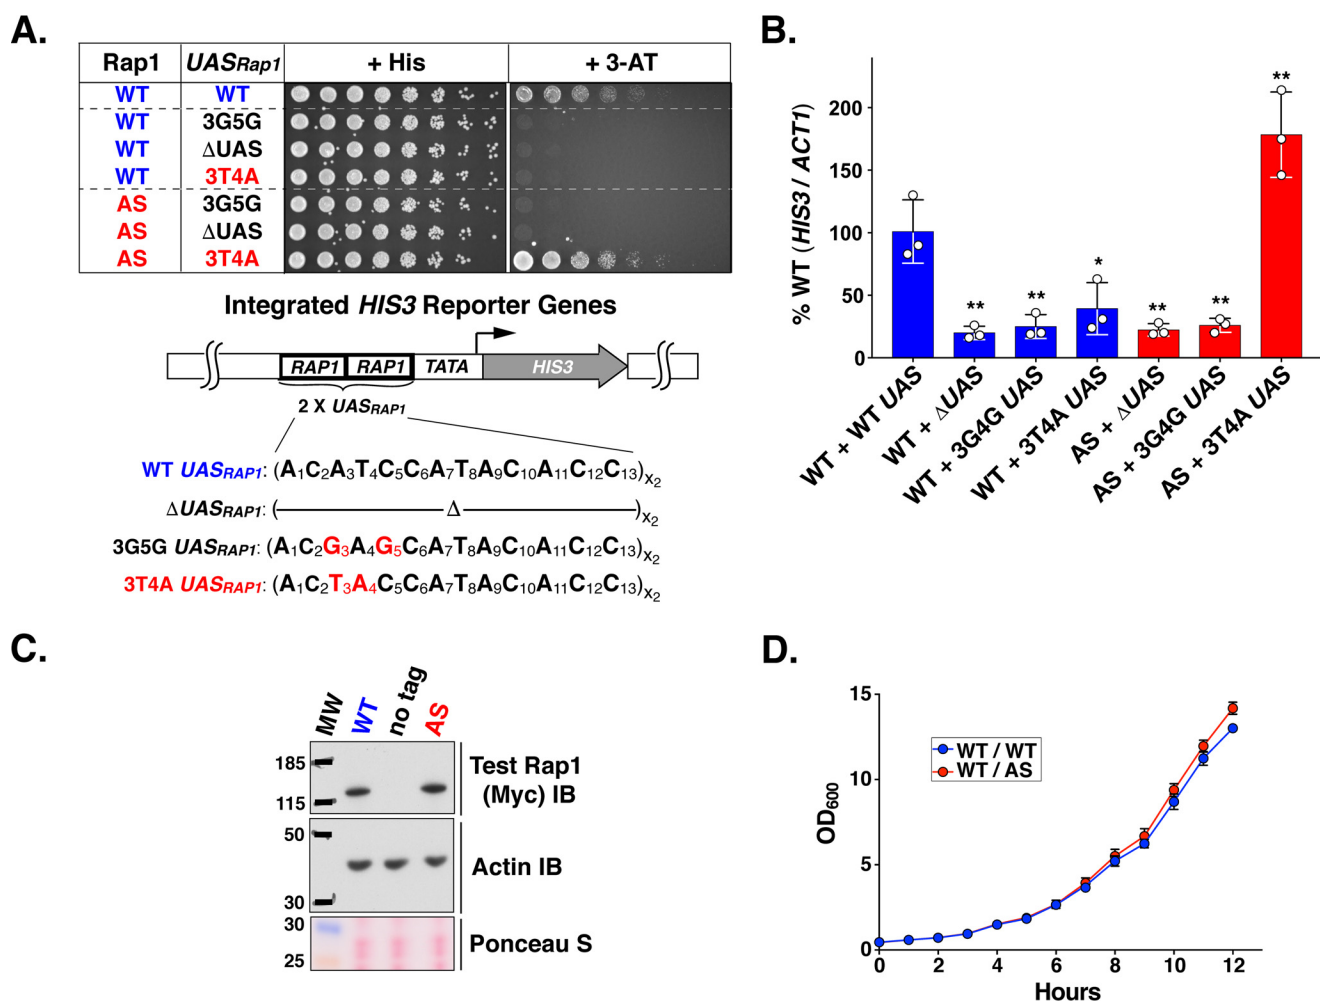 A.
Rap1 UASRap1 + His + 3-AT
WT WT
WT 3G5G
WT ΔUAS
WT 3T4A
AS 3G5G
AS ΔUAS
AS 3T4A
Integrated HIS3 Reporter Genes
RAP1 RAP1 TATA HIS3
2 X UASRAP1
WT UASRAP1: (A1C2A3T4C5C6A7T8A9C10A11C12C13)x2
ΔUASRAP1: ( Δ )x2
3G5G UASRAP1: (A1C2G3A4G5C6A7T8A9C10A11C12C13)x2
3T4A UASRAP1: (A1C2T3A4C5C6A7T8A9C10A11C12C13)x2
B.
% WT (HIS3 / ACT1)
200
150
100
50
0
** ** * ** ** **
WT + WT UAS
WT + ΔUAS
WT + 3G4G UAS
WT + 3T4A UAS
AS + ΔUAS
AS + 3G4G UAS
AS + 3T4A UAS
C.
MW WT no tag AS
185
115
Test Rap1
(Myc) IB
50
30
Actin IB
30
25
Ponceau S
D.
OD600
15
10
5
0
WT / WT
WT / AS
0 2 4 6 8 10 12
Hours